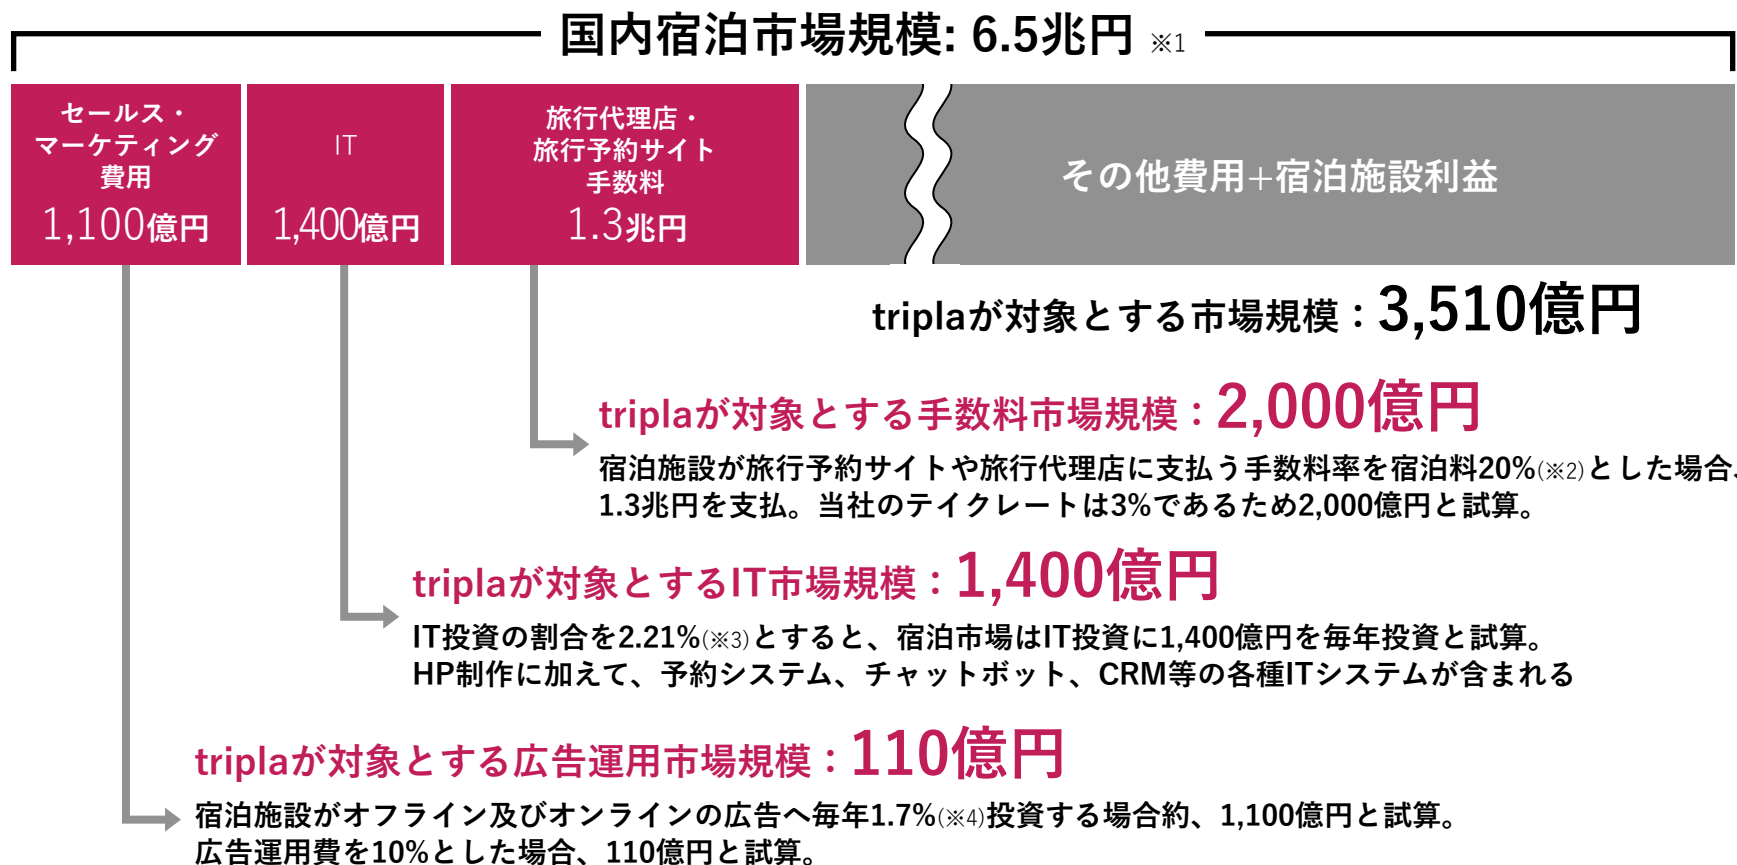 国内宿泊市場規模: 6.5兆円 ※1
セールス・
マーケティング
費用
1,100億円
IT
1,400億円
旅行代理店・
旅行予約サイト
手数料
1.3兆円
その他費用+宿泊施設利益
triplaが対象とする市場規模：3,510億円
triplaが対象とする手数料市場規模：2,000億円
宿泊施設が旅行予約サイトや旅行代理店に支払う手数料率を宿泊料20%(※2)とした場合、
1.3兆円を支払。当社のテイクレートは3%であるため2,000億円と試算。
triplaが対象とするIT市場規模：1,400億円
IT投資の割合を2.21%(※3)とすると、宿泊市場はIT投資に1,400億円を毎年投資と試算。
HP制作に加えて、予約システム、チャットボット、CRM等の各種ITシステムが含まれる
triplaが対象とする広告運用市場規模：110億円
宿泊施設がオフライン及びオンラインの広告へ毎年1.7%(※4)投資する場合約、1,100億円と試算。
広告運用費を10%とした場合、110億円と試算。